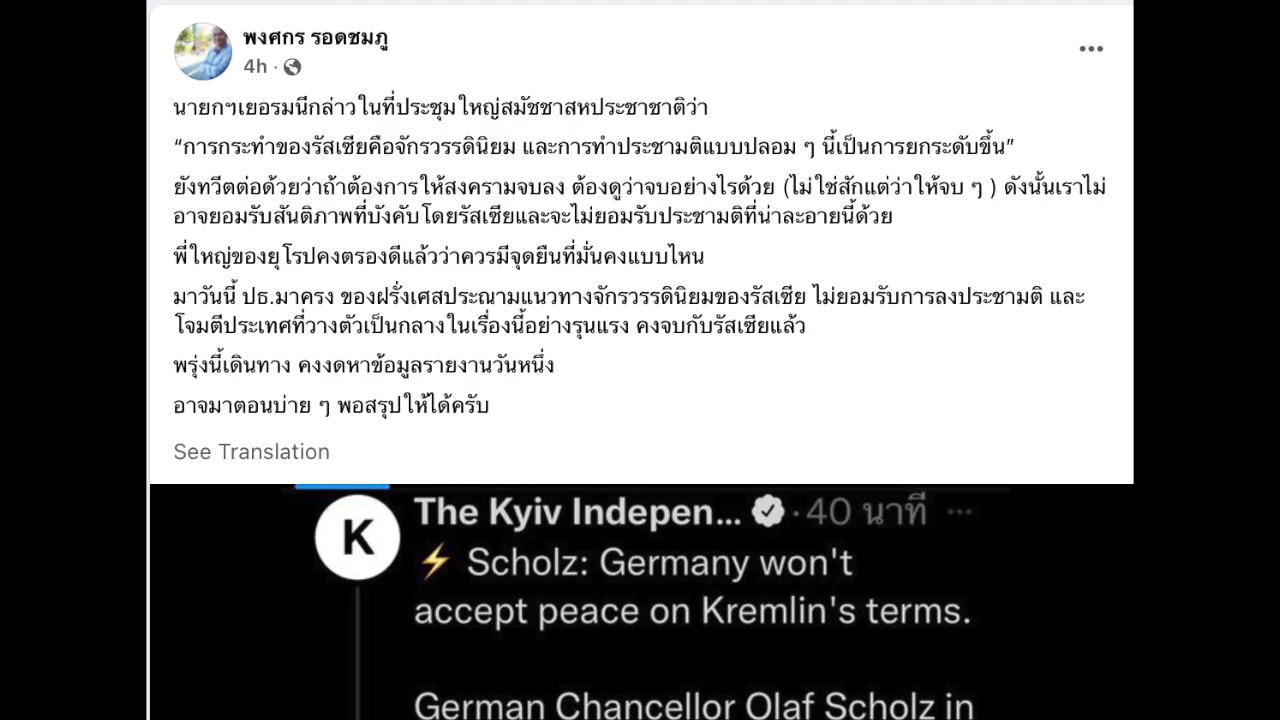 พงศกร รอดชมภู
4h ·
นายกฯเยอรมนีกล่าวในที่ประชุมใหญ่สมัชชาสหประชาชาติว่า
“การกระทำของรัสเซียคือจักรวรรดินิยม และการทำประชามติแบบปลอม ๆ นี้เป็นการยกระดับขึ้น”
ยังทวีตต่อด้วยว่าถ้าต้องการให้สงครามจบลง ต้องดูว่าจบอย่างไรด้วย (ไม่ใช่สักแต่ว่าให้จบ ๆ ) ดังนั้นเราไม่
อาจยอมรับสันติภาพที่บังคับโดยรัสเซียและจะไม่ยอมรับประชามติที่น่าละอายนี้ด้วย
พี่ใหญ่ของยุโรปคงตรองดีแล้วว่าควรมีจุดยืนที่มั่นคงแบบไหน
มาวันนี้ ปธ.มาครง ของฝรั่งเศสประณามแนวทางจักรวรรดินิยมของรัสเซีย ไม่ยอมรับการลงประชามติ และ
โจมตีประเทศที่วางตัวเป็นกลางในเรื่องนี้อย่างรุนแรง คงจบกับรัสเซียแล้ว
พรุ่งนี้เดินทาง คงงดหาข้อมูลรายงานวันหนึ่ง
อาจมาตอนบ่าย ๆ พอสรุปให้ได้ครับ
See Translation
K
The Kyiv Indepen... · 40 นาที
⚡ Scholz: Germany won't
accept peace on Kremlin's terms.
German Chancellor Olaf Scholz in